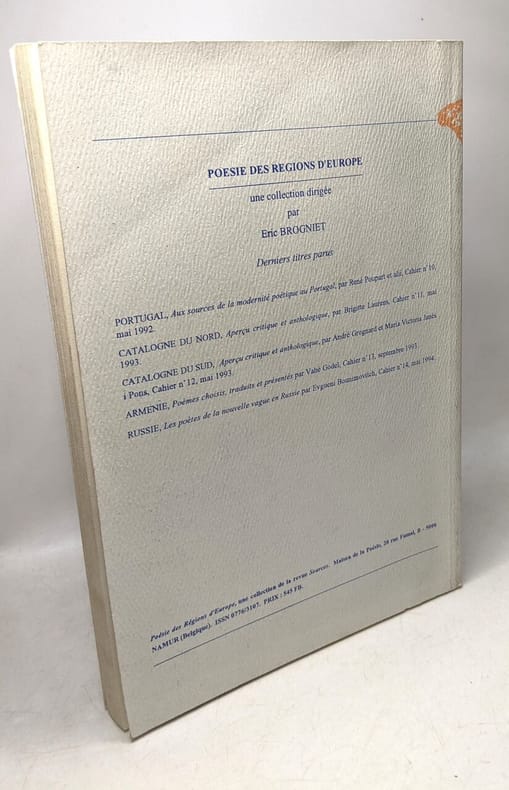 POESIE DES REGIONS D'EUROPE
une collection dirigée
par
Eric BROGNIET
Derniers titres parus
PORTUGAL, Aux sources de la modernité poétique au Portugal, par René Poupart et alii, Cahier n° 10,
mai 1992.
CATALOGNE DU NORD, Aperçu critique et anthologique, par Brigitte Laurens, Cahier n° 11, mai
1993.
CATALOGNE DU SUD, Aperçu critique et anthologique, par André Gregnard et Maria Victoria Janès
i Pons, Cahier n° 12, mai 1993.
ARMENIE, Poèmes choisis, traduits et présentés par Vahé Godel, Cahier n° 13, septembre 1993.
RUSSIE, Les poètes de la nouvelle vague en Russie par Evgueni Bounimovitch, Cahier n° 14, mai 1994.
Poésie des Régions d'Europe, une collection de la revue Sources. Maison de la Poésie, 28 rue Fumal, B - 5000
NAMUR (Belgique). ISSN 0776/3107. PRIX : 545 FB.